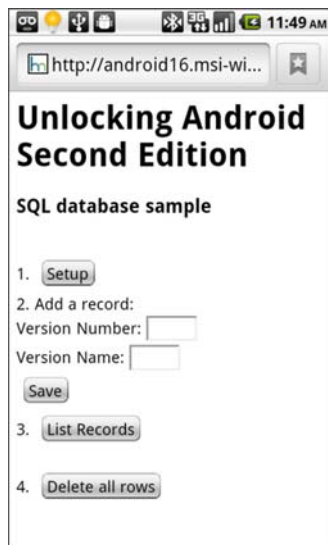 3G
11:49 AM
http://android16.msi-wi...
Unlocking Android
Second Edition
SQL database sample
1. Setup
2. Add a record:
Version Number:
Version Name:
Save
3. List Records
4. Delete all rows